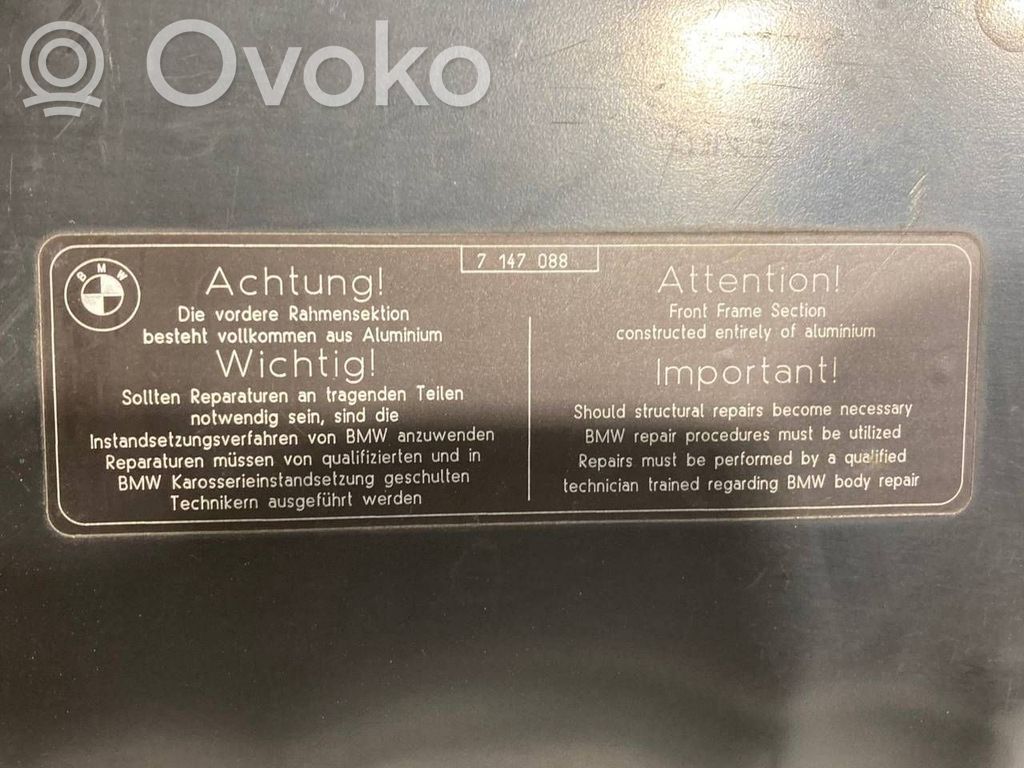 Ovoko
BMW
7 147 088
Achtung!
Die vordere Rahmensektion
besteht vollkommen aus Aluminium
Wichtig!
Sollten Reparaturen an tragenden Teilen
notwendig sein, sind die
Instandsetzungsverfahren von BMW anzuwenden
Reparaturen müssen von qualifizierten und in
BMW Karosserieinstandsetzung geschulten
Technikern ausgeführt werden
Attention!
Front Frame Section
constructed entirely of aluminium
Important!
Should structural repairs become necessary
BMW repair procedures must be utilized
Repairs must be performed by a qualified
technician trained regarding BMW body repair